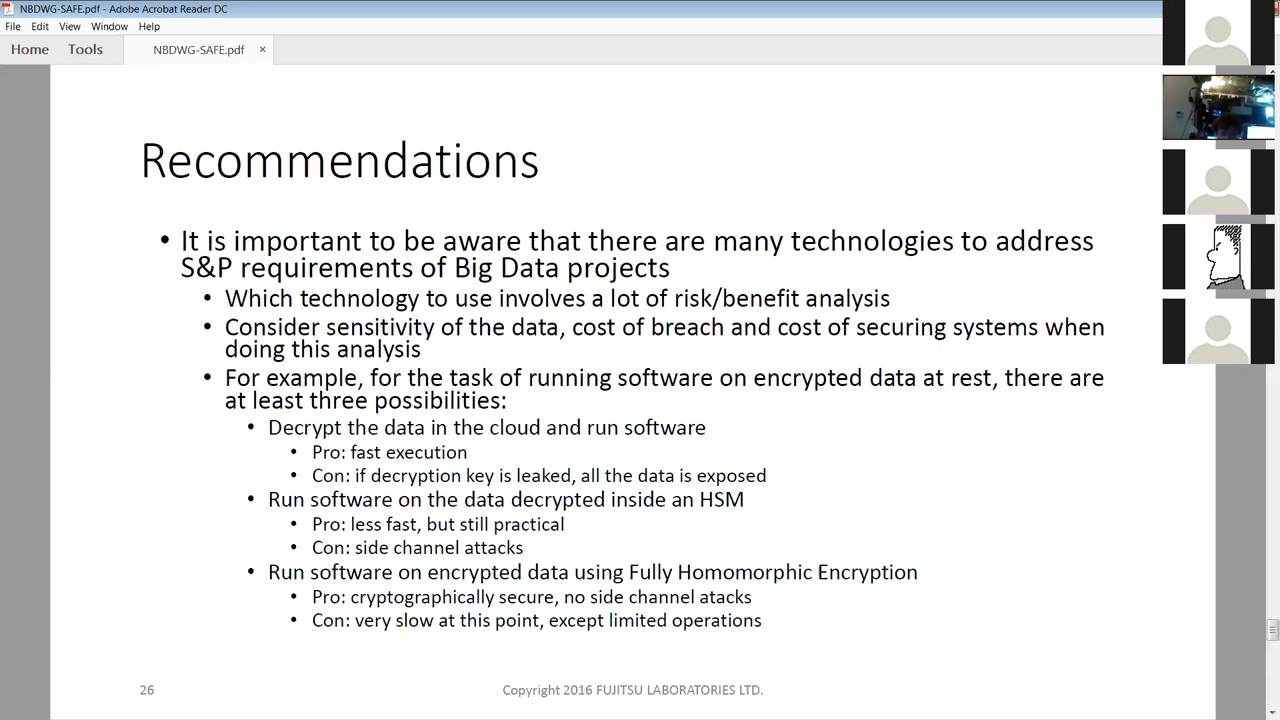 NBDWG-SAFE.pdf - Adobe Acrobat Reader DC
File Edit View Window Help
Home Tools NBDWG-SAFE.pdf ×
Recommendations
• It is important to be aware that there are many technologies to address
S&P requirements of Big Data projects
• Which technology to use involves a lot of risk/benefit analysis
• Consider sensitivity of the data, cost of breach and cost of securing systems when
doing this analysis
• For example, for the task of running software on encrypted data at rest, there are
at least three possibilities:
• Decrypt the data in the cloud and run software
• Pro: fast execution
• Con: if decryption key is leaked, all the data is exposed
• Run software on the data decrypted inside an HSM
• Pro: less fast, but still practical
• Con: side channel attacks
• Run software on encrypted data using Fully Homomorphic Encryption
• Pro: cryptographically secure, no side channel atacks
• Con: very slow at this point, except limited operations
26 Copyright 2016 FUJITSU LABORATORIES LTD.